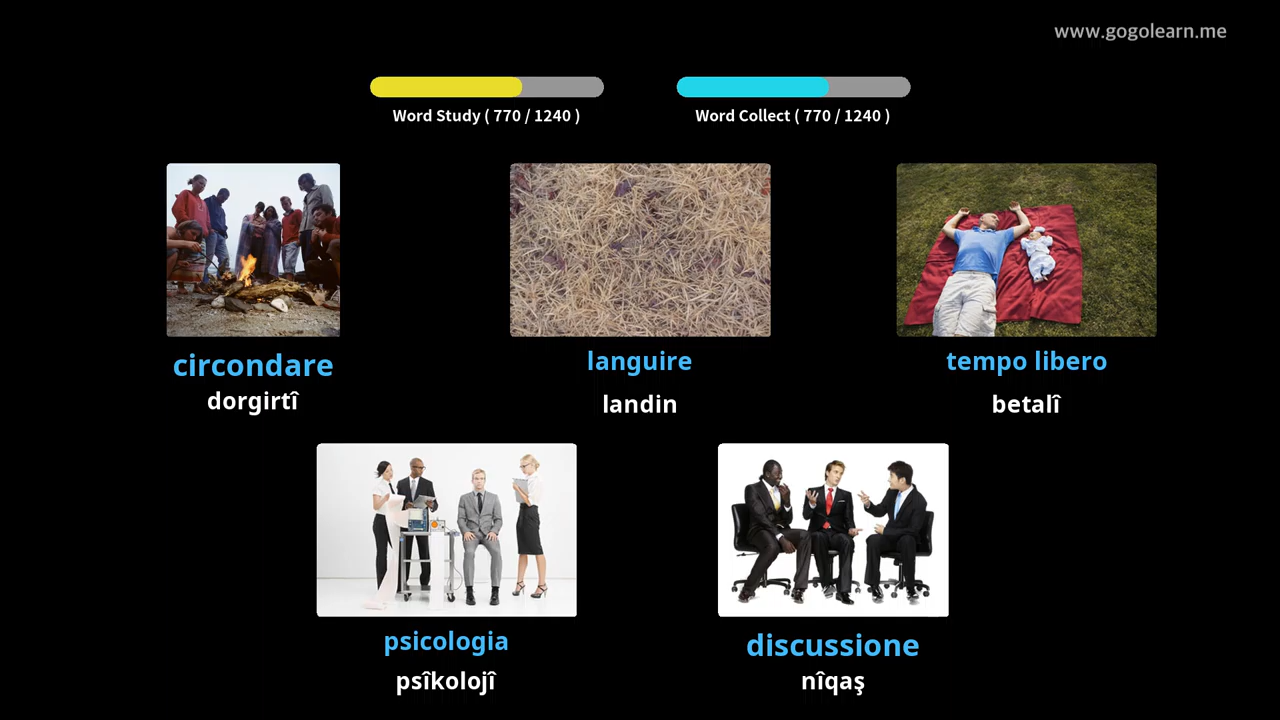 www.gogolearn.me
Word Study ( 770 / 1240 )
Word Collect ( 770 / 1240 )
circondare
dorgirtî
languire
landin
tempo libero
betalî
psicologia
psîkolojî
discussione
nîqaş